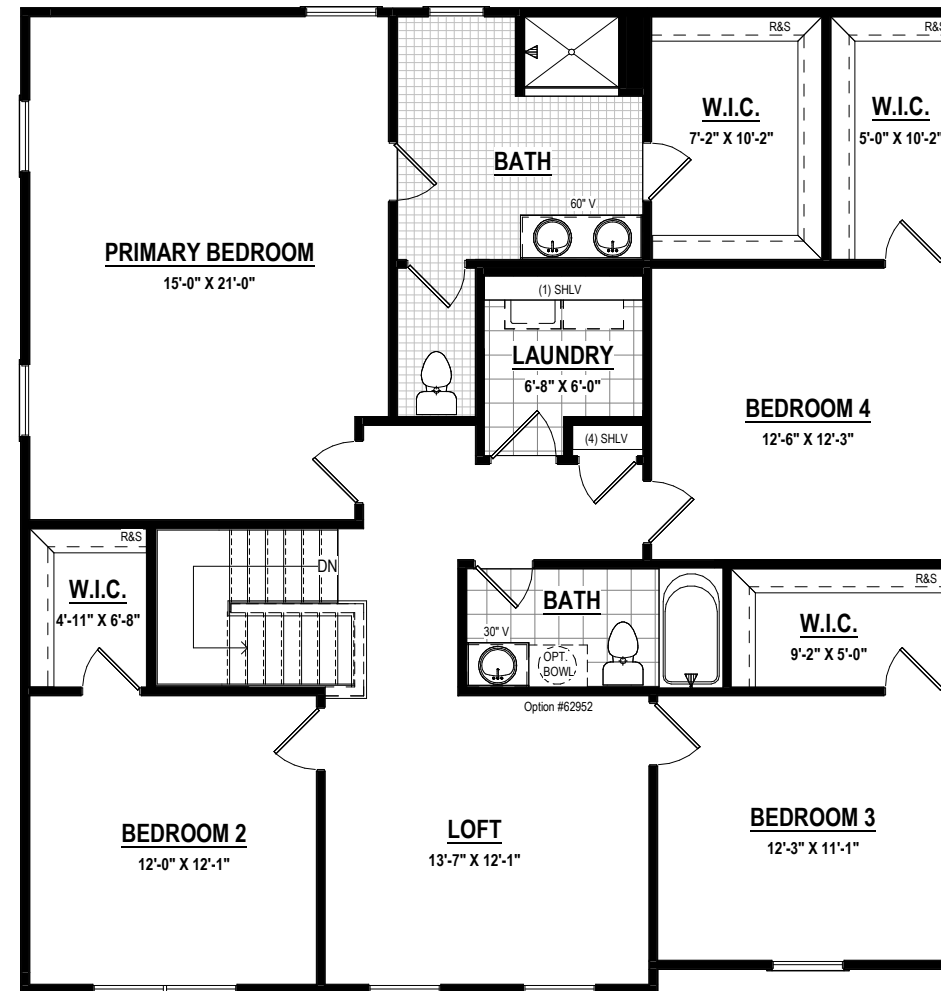 R&S
R&S
W.I.C.
7'-2" X 10'-2"
W.I.C.
5'-0" X 10'-2"
BATH
60" V
PRIMARY BEDROOM
15'-0" X 21'-0"
(1) SHLV
LAUNDRY
6'-8" X 6'-0"
BEDROOM 4
12'-6" X 12'-3"
(4) SHLV
R&S
W.I.C.
4'-11" X 6'-8"
DN
BATH
30" V
OPT.
BOWL
Option #62952
R&S
W.I.C.
9'-2" X 5'-0"
BEDROOM 2
12'-0" X 12'-1"
LOFT
13'-7" X 12'-1"
BEDROOM 3
12'-3" X 11'-1"